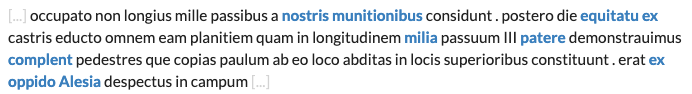 [...] occupato non longius mille passibus a nostris munitionibus considunt . postero die equitatu ex
castris educto omnem eam planitiem quam in longitudinem milia passuum III patere demonstrauimus
complent pedestres que copias paulum ab eo loco abditas in locis superioribus constituunt . erat ex
oppido Alesia despectus in campum [...]